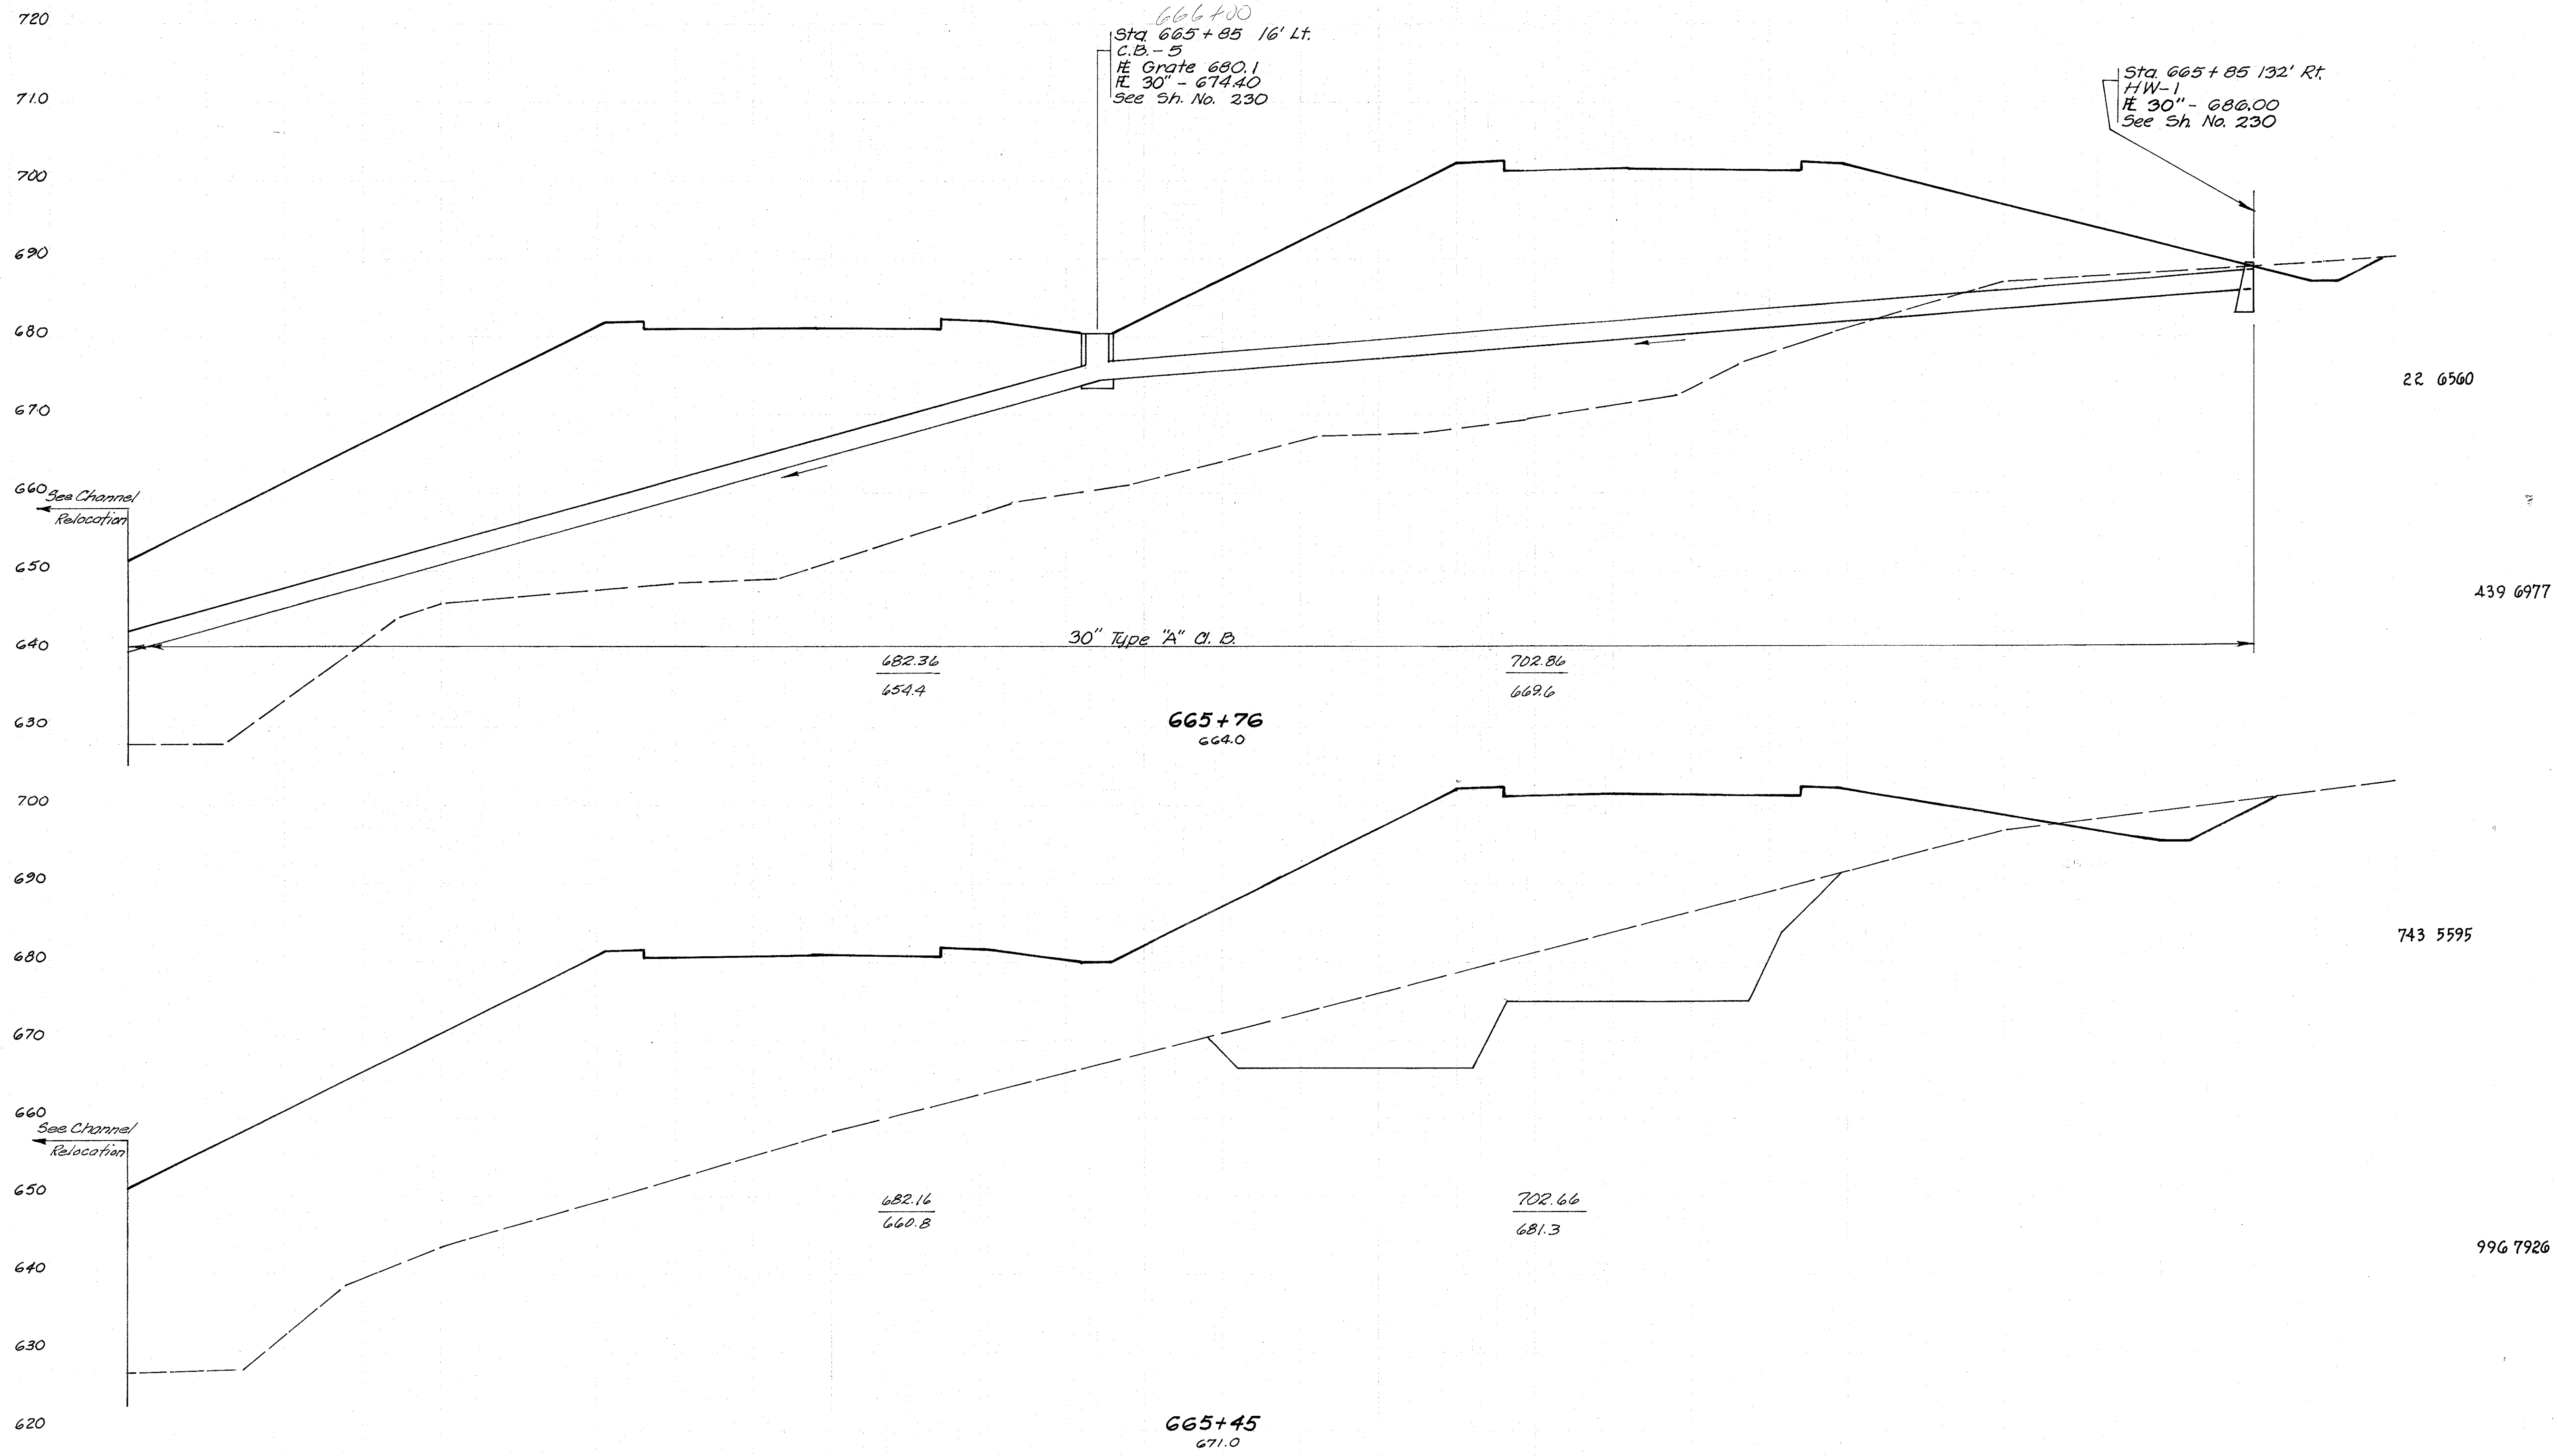 666+00
720
710
700
690
680
670
660
650
640
630
Sta. 665+85 16' Lt.
C.B.-5
Grate 680.1
30" - 674.40
See Sh. No. 230
Sta. 665+85 132' Rt.
HW-1
30" - 686.00
See Sh. No. 230
See Channel
Relocation
22 6560
439 6977
30" Type "A"
682.36
654.4
702.86
669.6
665+76
664.0
700
690
680
670
660
650
640
630
620
See Channel
Relocation
743 5595
682.16
660.8
702.66
681.3
996 7926
665+45
671.0